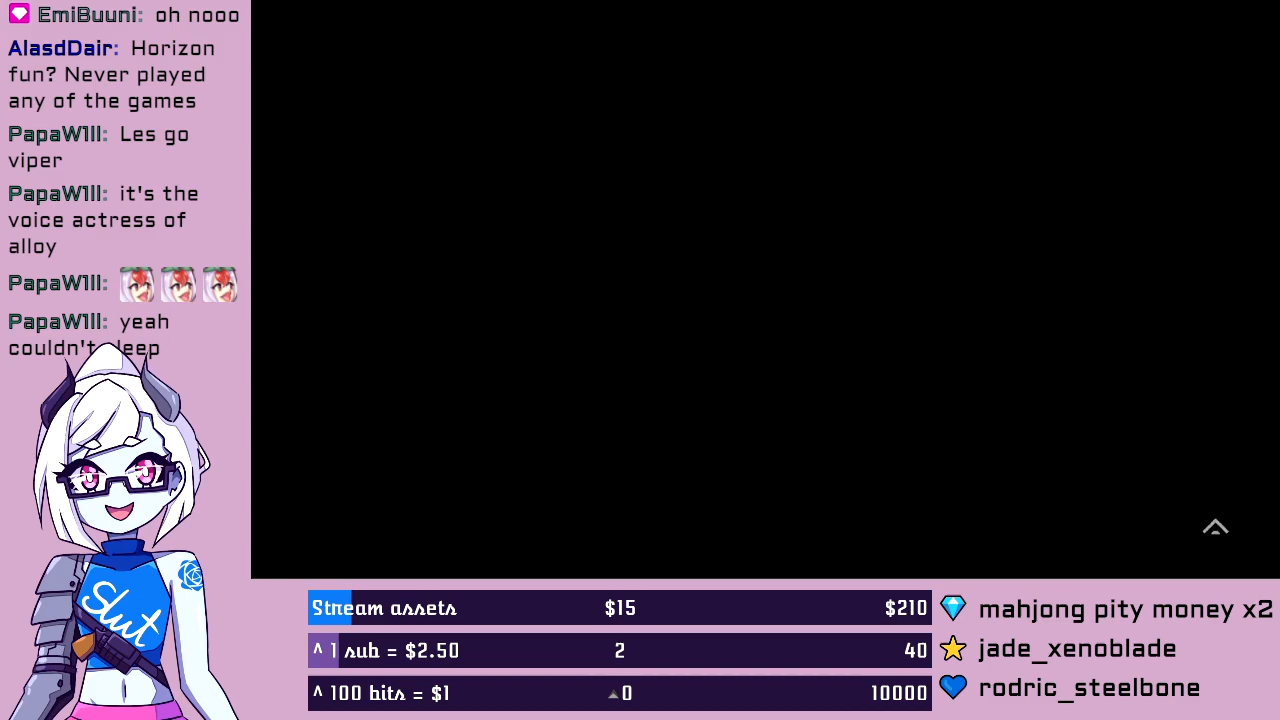 EmiBuuni: oh nooo
AlasdDair: Horizon
fun? Never played
any of the games
PapaW1ll: Les go
viper
PapaW1ll: it's the
voice actress of
alloy
PapaW1ll:
PapaW1ll: yeah
couldn't sleep
Slut
Stream assets $15 $210
^ 1 sub = $2.50 2 40
^ 100 bits = $1 0 10000
mahjong pity money x2
jade_xenoblade
rodric_steelbone